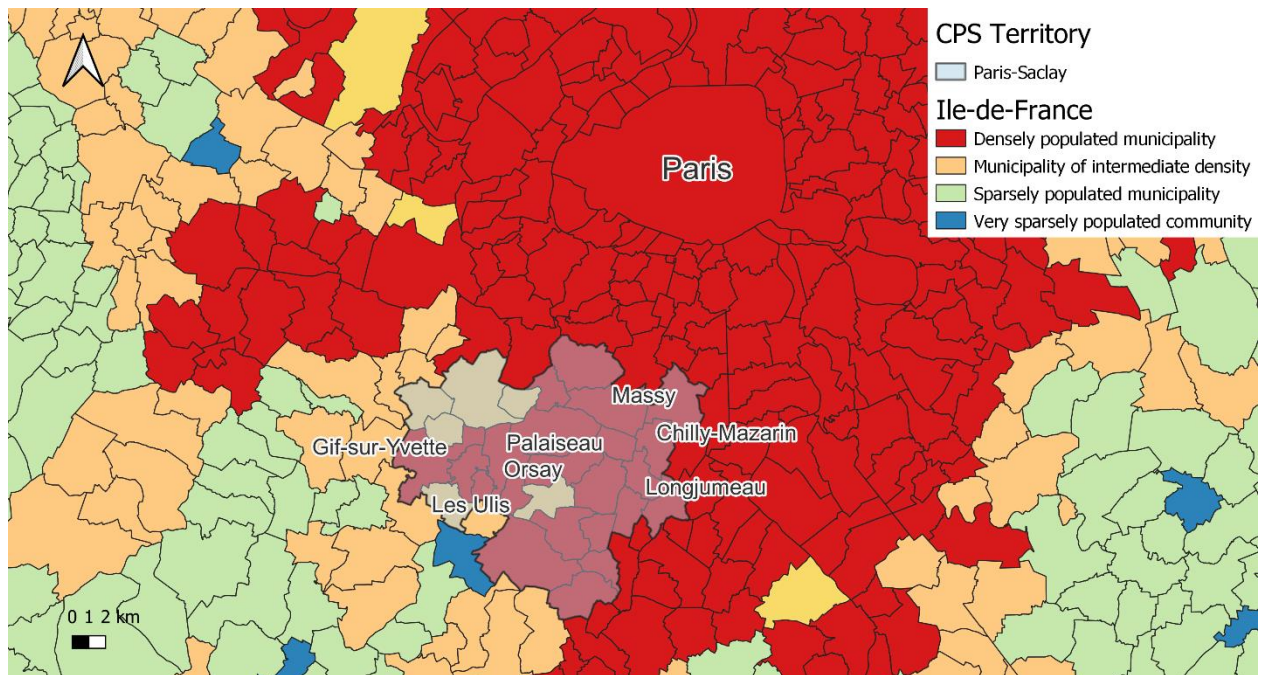 CPS Territory
Paris-Saclay
Ile-de-France
Densely populated municipality
Municipality of intermediate density
Sparsely populated municipality
Very sparsely populated community
Paris
Massy
Chilly-Mazarin
Gif-sur-Yvette
Palaiseau
Orsay
Longjumeau
Les Ulis
0 1 2 km